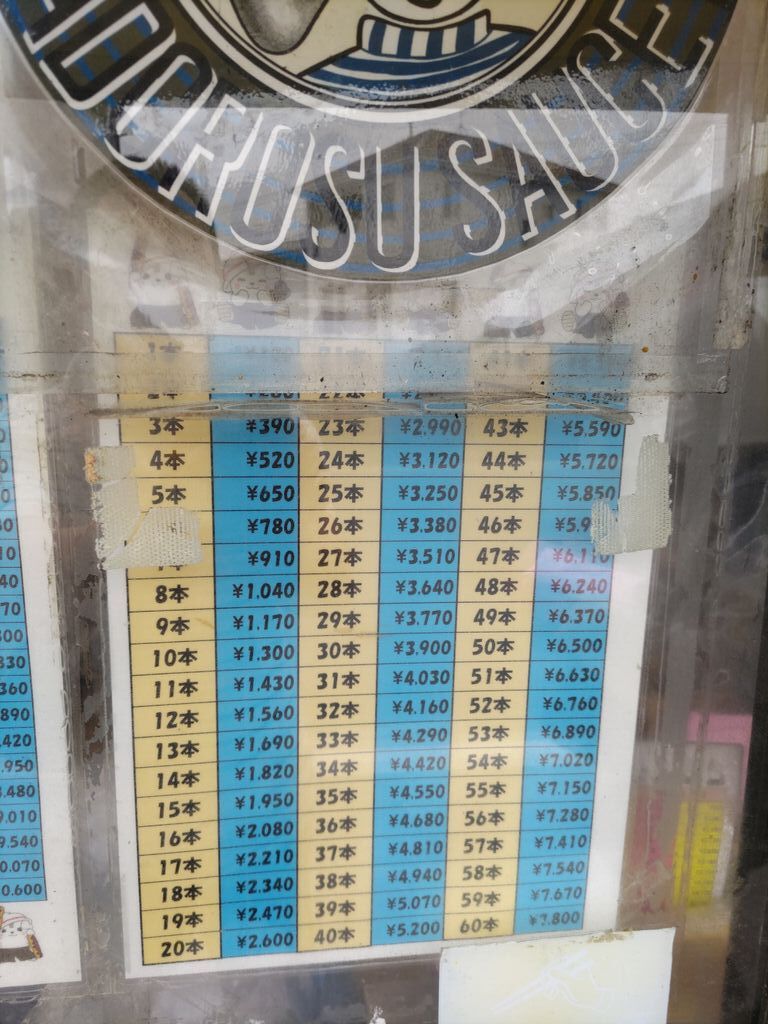 DOROSU SAUCE
3本 ¥390 23本 ¥2.990 43本 ¥5.590
4本 ¥520 24本 ¥3.120 44本 ¥5.720
5本 ¥650 25本 ¥3.250 45本 ¥5.850
¥780 26本 ¥3.380 46本
¥910 27本 ¥3.510 47本 ¥6.110
8本 ¥1.040 28本 ¥3.640 48本 ¥6.240
9本 ¥1.170 29本 ¥3.770 49本 ¥6.370
10本 ¥1.300 30本 ¥3.900 50本 ¥6.500
11本 ¥1.430 31本 ¥4.030 51本 ¥6.630
12本 ¥1.560 32本 ¥4.160 52本 ¥6.760
13本 ¥1.690 33本 ¥4.290 53本 ¥6.890
14本 ¥1.820 34本 ¥4.420 54本 ¥7.020
15本 ¥1.950 35本 ¥4.550 55本 ¥7.150
16本 ¥2.080 36本 ¥4.680 56本 ¥7.280
17本 ¥2.210 37本 ¥4.810 57本 ¥7.410
18本 ¥2.340 38本 ¥4.940 58本 ¥7.540
19本 ¥2.470 39本 ¥5.070 59本 ¥7.670
20本 ¥2.600 40本 ¥5.200 60本 ¥7.800